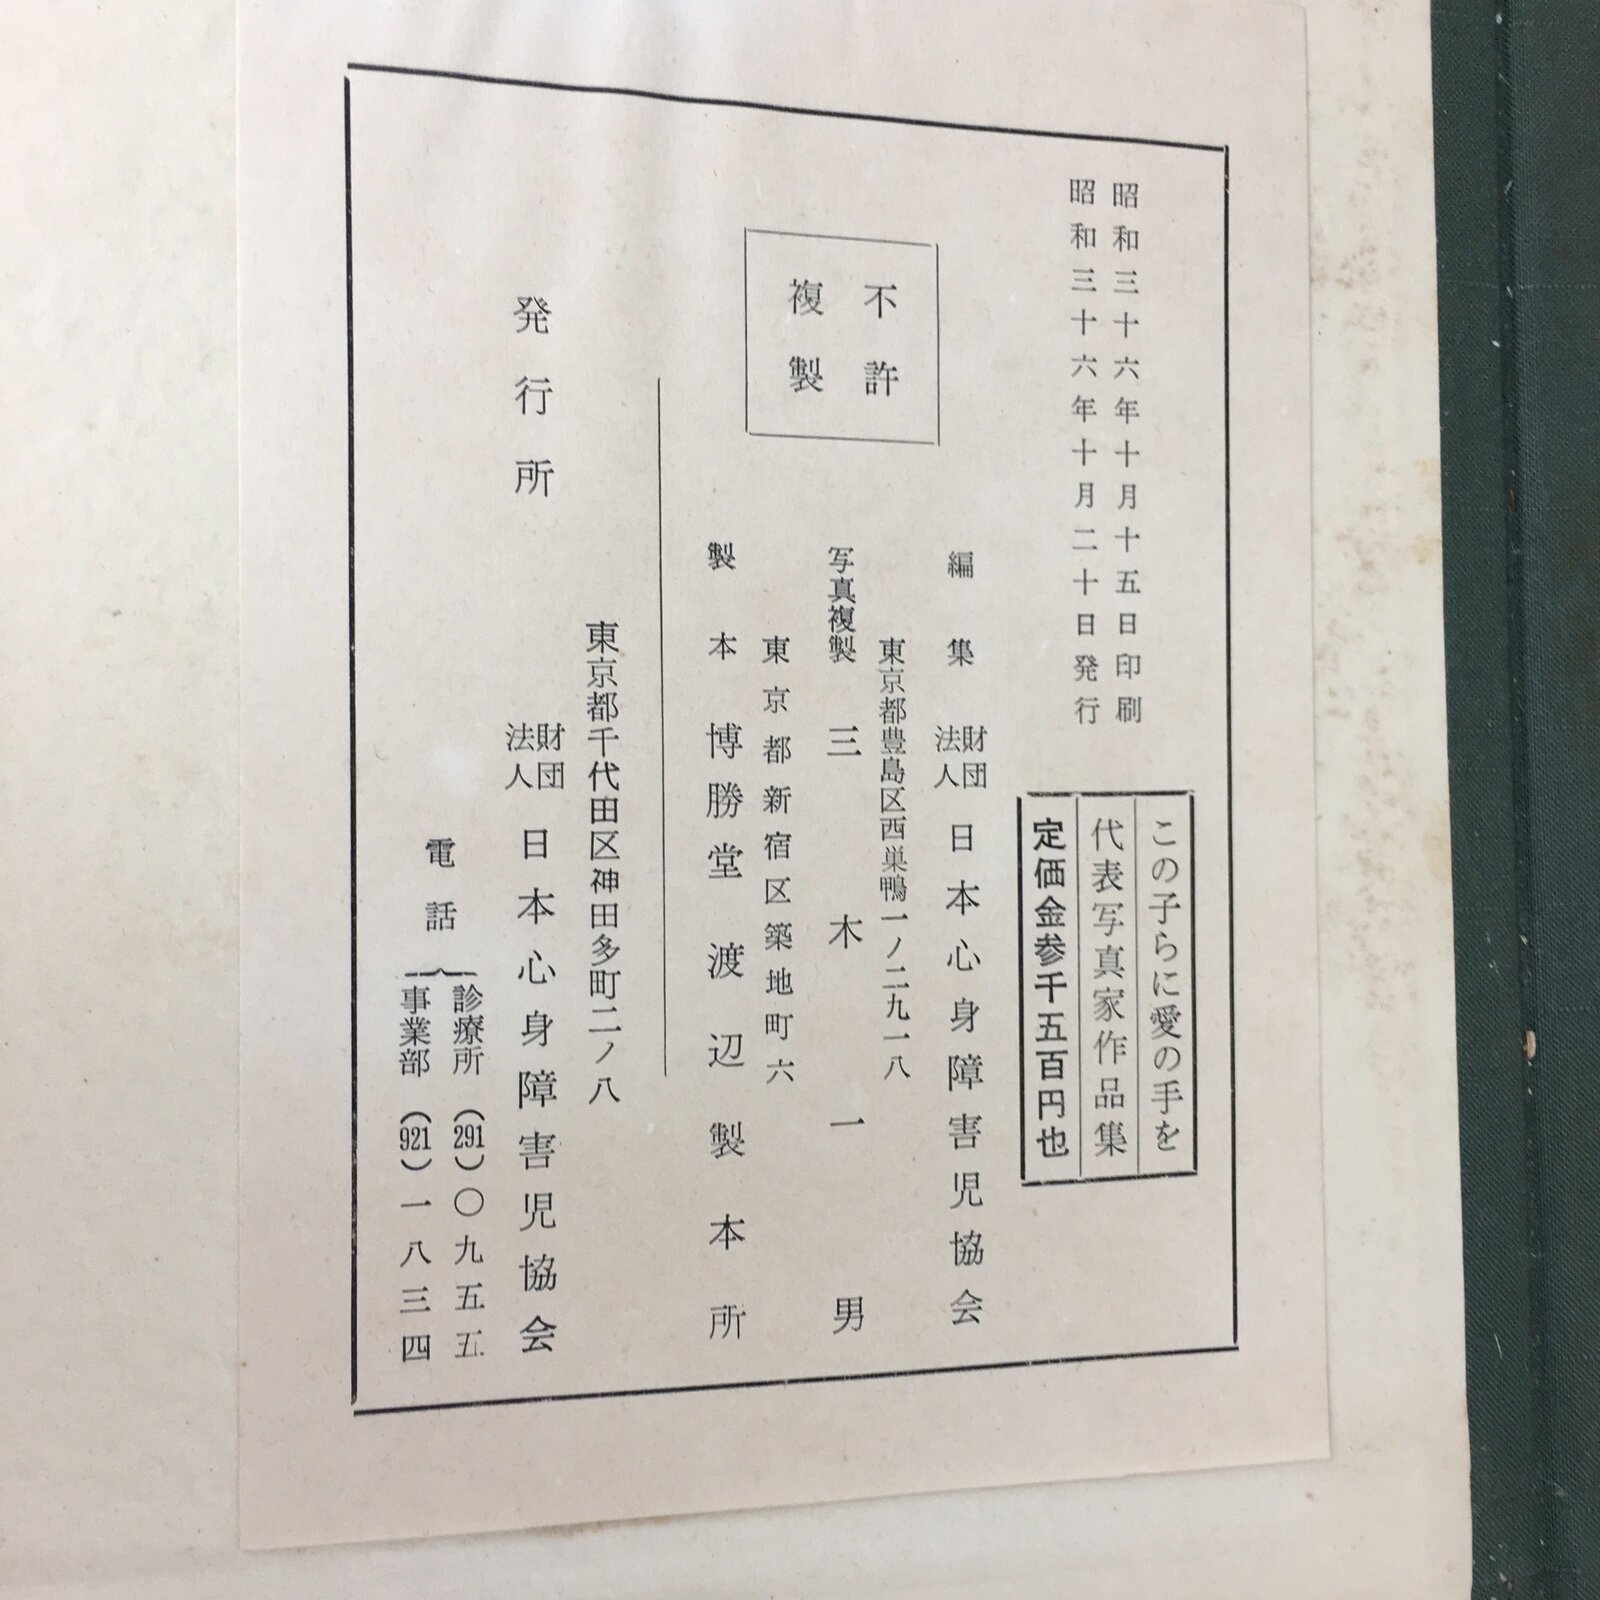 昭和三十六年十月十五日印刷
昭和三十六年十月二十日発行
この子らに愛の手を
代表写真家作品集
定価金参千五百円也
不許
複製
編集 財団法人 日本心身障害児協会
東京都豊島区西巣鴨一ノ二九一八
写真複製 三木一男
東京都新宿区築地町六
製本 博勝堂渡辺製本所
東京都千代田区神田多町二ノ八
発行所 財団法人 日本心身障害児協会
電話
診療所(291)〇九五五
事業部(921)一八三四